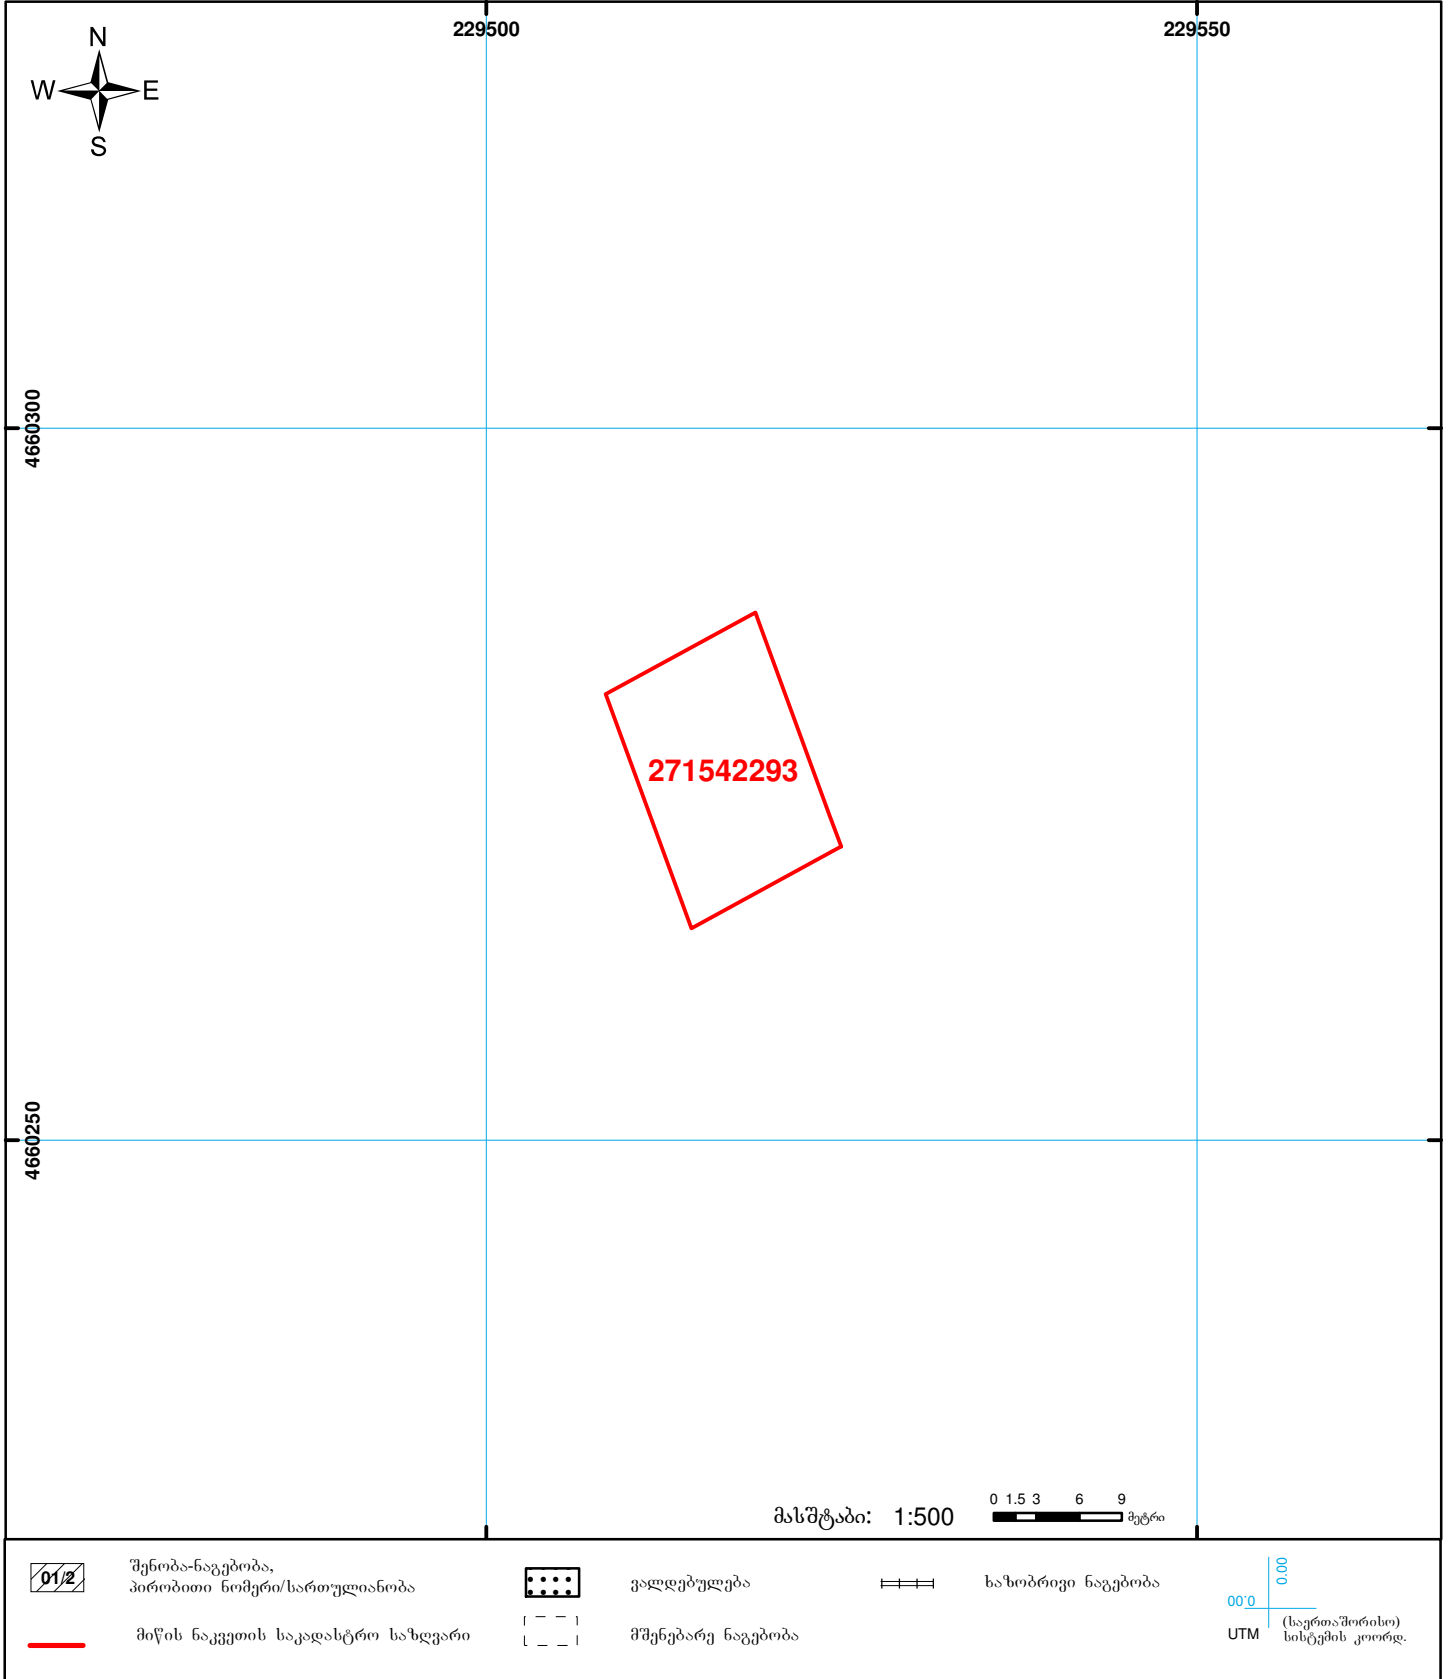 229500
229550
N
W
E
S
4660300
271542293
4660250
მასშტაბი: 1:500
0 1.5 3 6 9
მეტრი
01/2
შენობა-ნაგებობა,
პირობითი ნომერი/სართულიანობა
ვალდებულება
ხაზობრივი ნაგებობა
0.00
00.0
მიწის ნაკვეთის საკადასტრო საზღვარი
მშენებარე ნაგებობა
UTM
(საერთაშორისო)
სისტემის კოორდ.